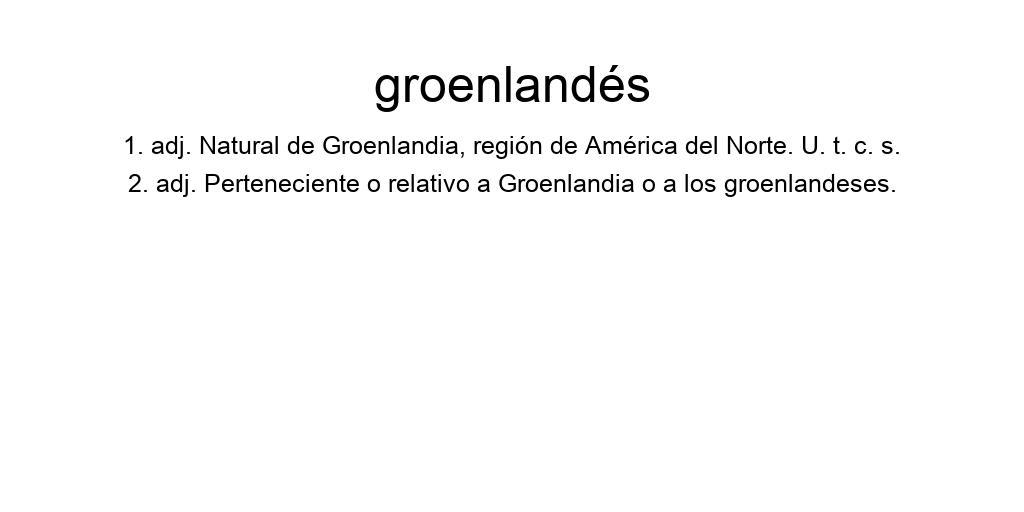 groenlandés
1. adj. Natural de Groenlandia, región de América del Norte. U. t. c. s.
2. adj. Perteneciente o relativo a Groenlandia o a los groenlandeses.